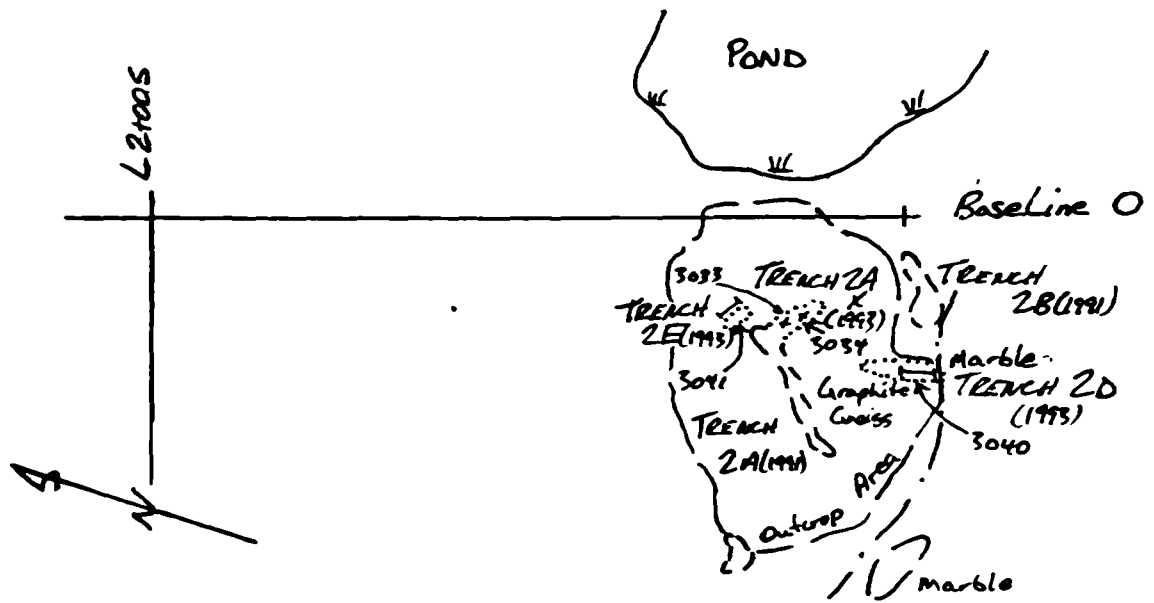 POND
L2+00S
BaseLine 0
3033
TRENCH 2A
(1993)
TRENCH
2B(1991)
TRENCH
2E(1993)
3034
3041
Marble
Graphite
Gneiss
TRENCH 2D
(1993)
3040
TRENCH
2A(1991)
Outcrop Area
N
Marble